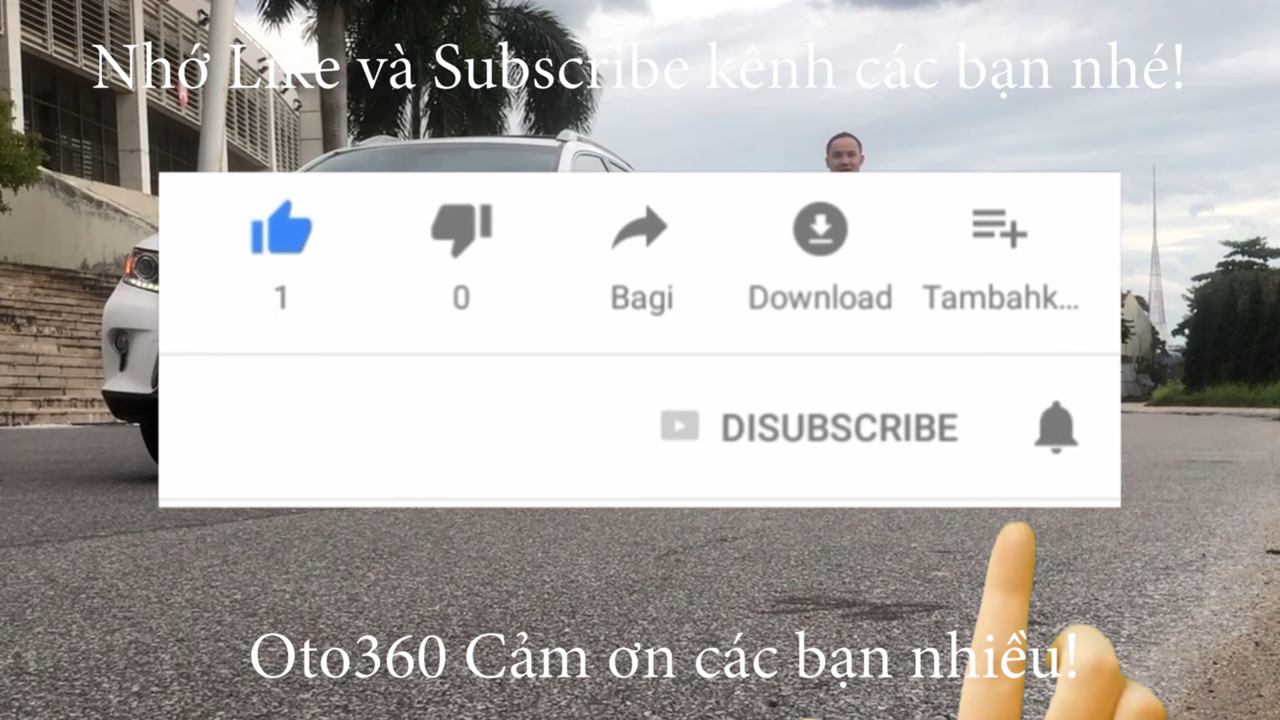 Nhớ Like và Subscribe kênh các bạn nhé!
1
0
Bagi
Download
Tambahk...
DISUBSCRIBE
Oto360 Cảm ơn các bạn nhiều!